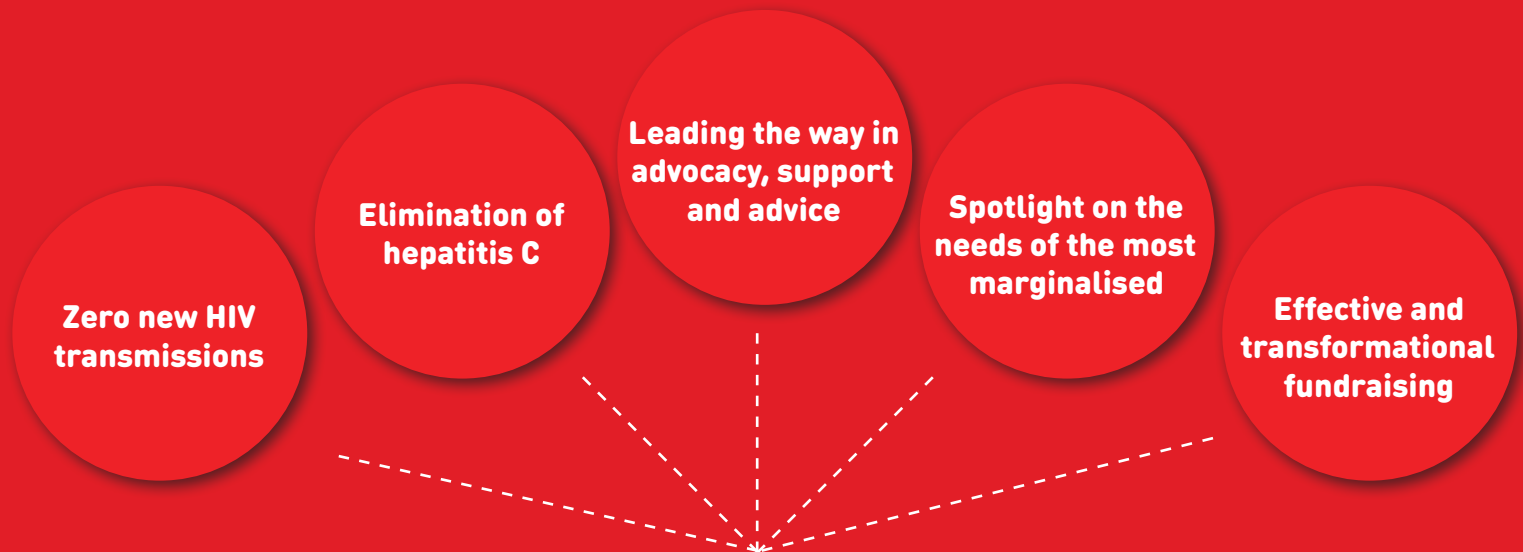 Zero new HIV
transmissions
Elimination of
hepatitis C
Leading the way in
advocacy, support
and advice
Spotlight on the
needs of the most
marginalised
Effective and
transformational
fundraising